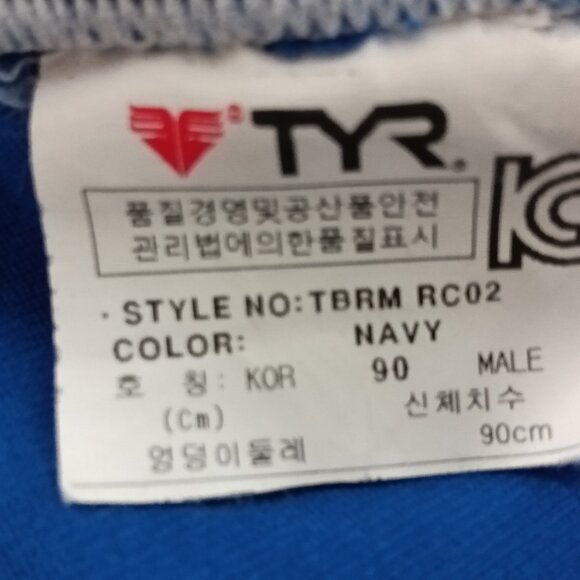 TYR
품질경영및공산품안전
관리법에의한품질표시
· STYLE NO:TBRM RC02
COLOR: NAVY
호 칭: KOR 90 MALE
(Cm) 신체치수
엉덩이둘레 90cm